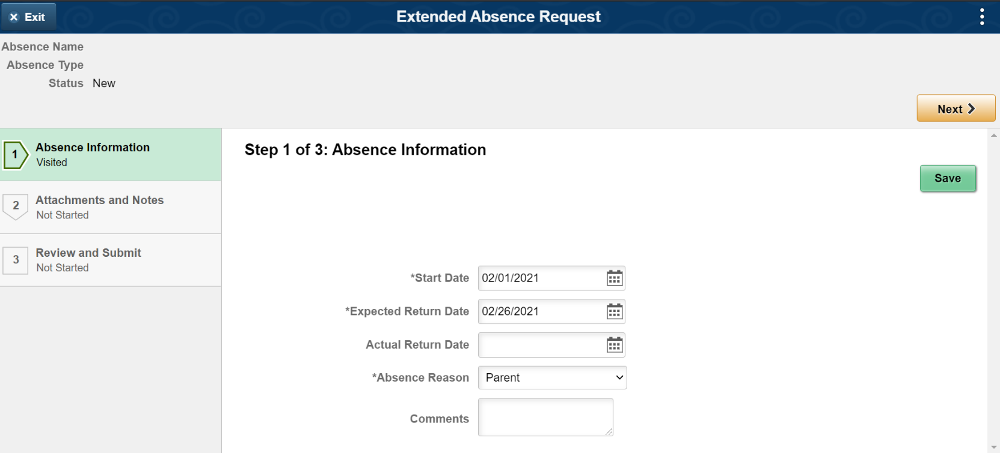 Exit
Extended Absence Request
Absence Name
Absence Type
Status New
Next
1
Absence Information
Visited
2
Attachments and Notes
Not Started
3
Review and Submit
Not Started
Step 1 of 3: Absence Information
Save
*Start Date 02/01/2021
*Expected Return Date 02/26/2021
Actual Return Date
*Absence Reason Parent
Comments